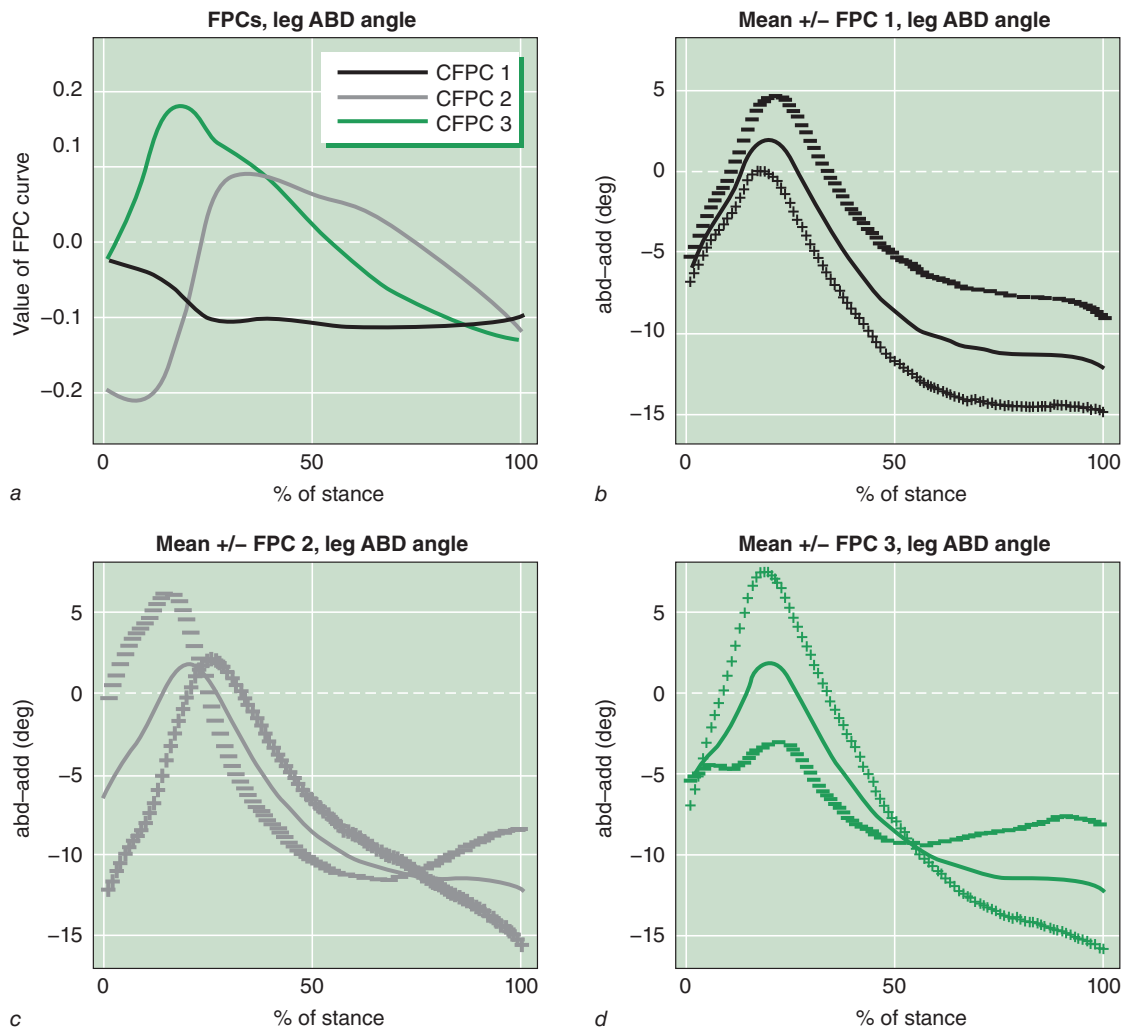 FPCs, leg ABD angle
0.2
0.1
0.0
−0.1
−0.2
Value of FPC curve
CFPC 1
CFPC 2
CFPC 3
0
50
100
% of stance
a
Mean +/− FPC 1, leg ABD angle
5
0
−5
−10
−15
abd–add (deg)
0
50
100
% of stance
b
Mean +/− FPC 2, leg ABD angle
5
0
−5
−10
−15
abd–add (deg)
0
50
100
% of stance
c
Mean +/− FPC 3, leg ABD angle
5
0
−5
−10
−15
abd–add (deg)
0
50
100
% of stance
d